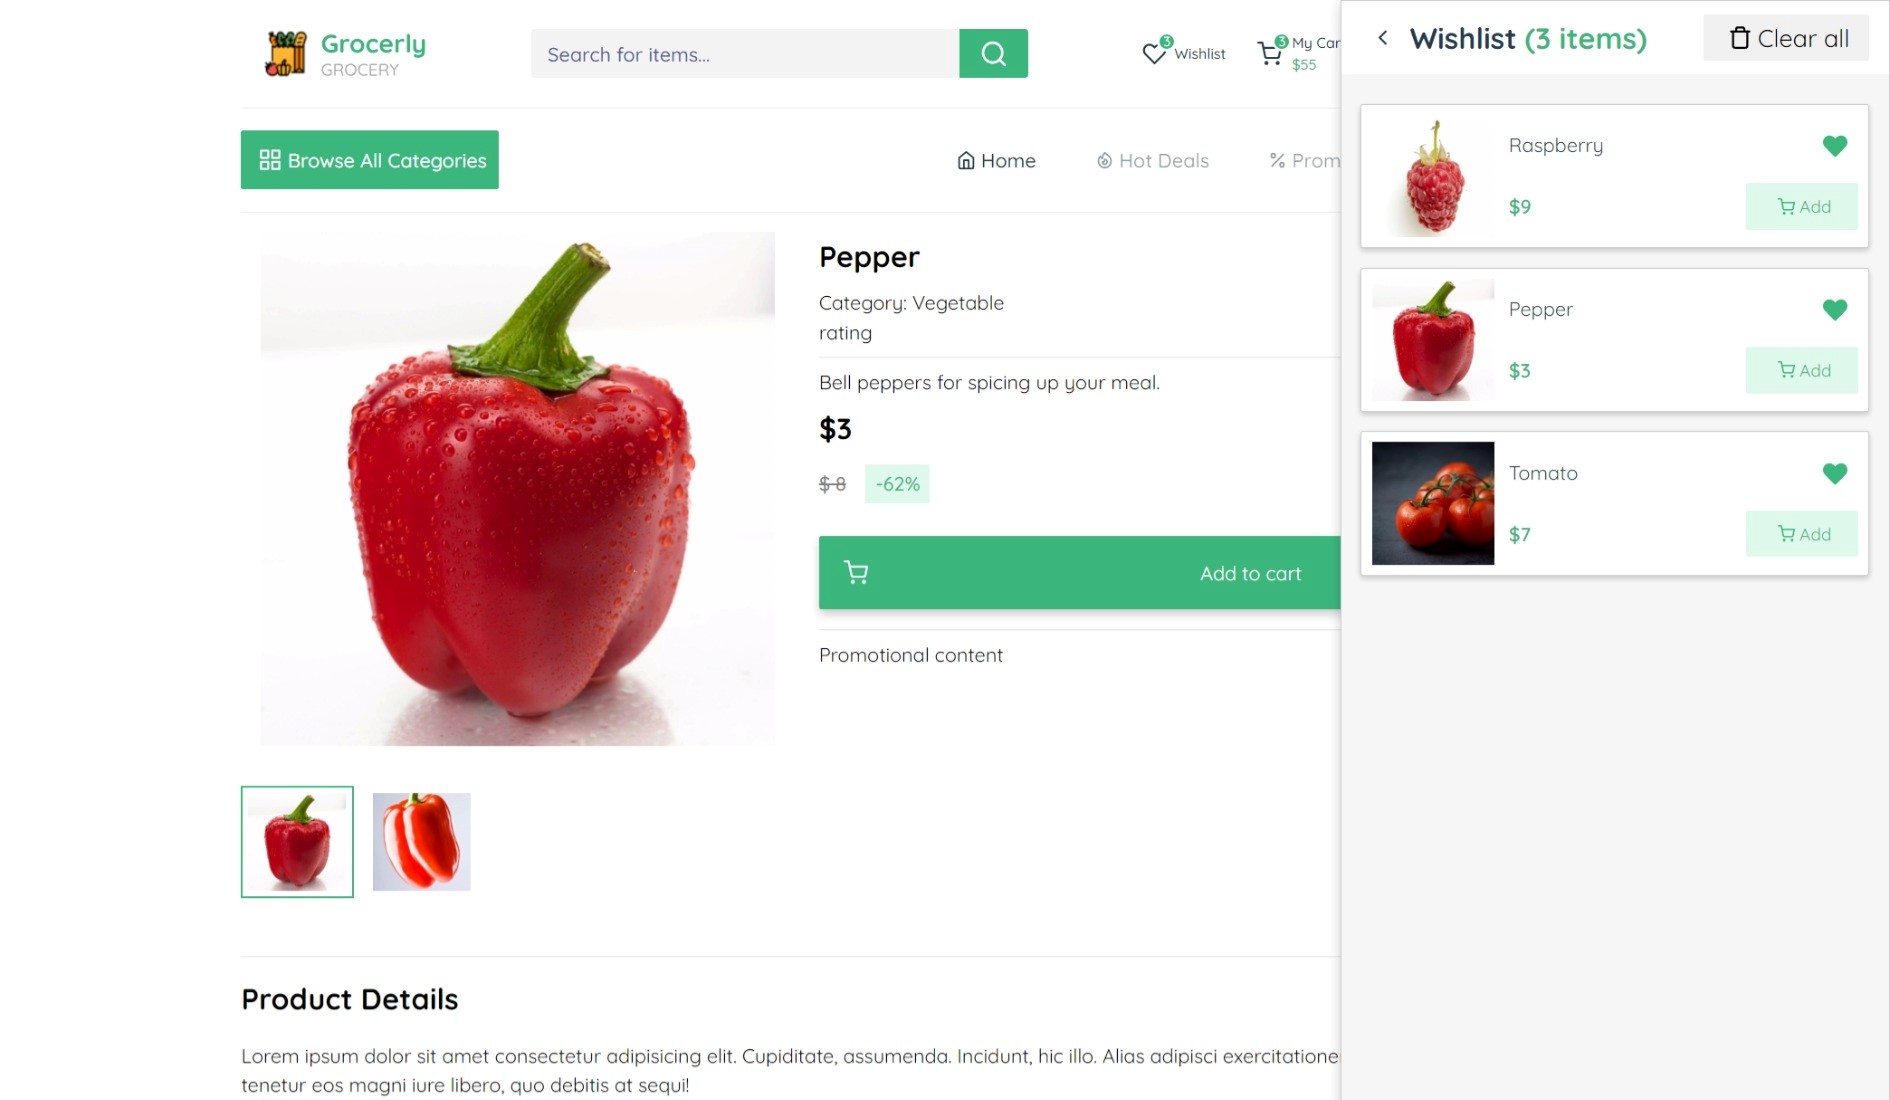 Grocerly
GROCERY
Search for items...
3
Wishlist
3
My Car
$55
Browse All Categories
Home
Hot Deals
% Prom
Pepper
Category: Vegetable
rating
Bell peppers for spicing up your meal.
$3
$ 8
-62%
Add to cart
Promotional content
Product Details
Lorem ipsum dolor sit amet consectetur adipisicing elit. Cupiditate, assumenda. Incidunt, hic illo. Alias adipisci exercitatione
tenetur eos magni iure libero, quo debitis at sequi!
Wishlist (3 items)
Clear all
Raspberry
$9
Add
Pepper
$3
Add
Tomato
$7
Add